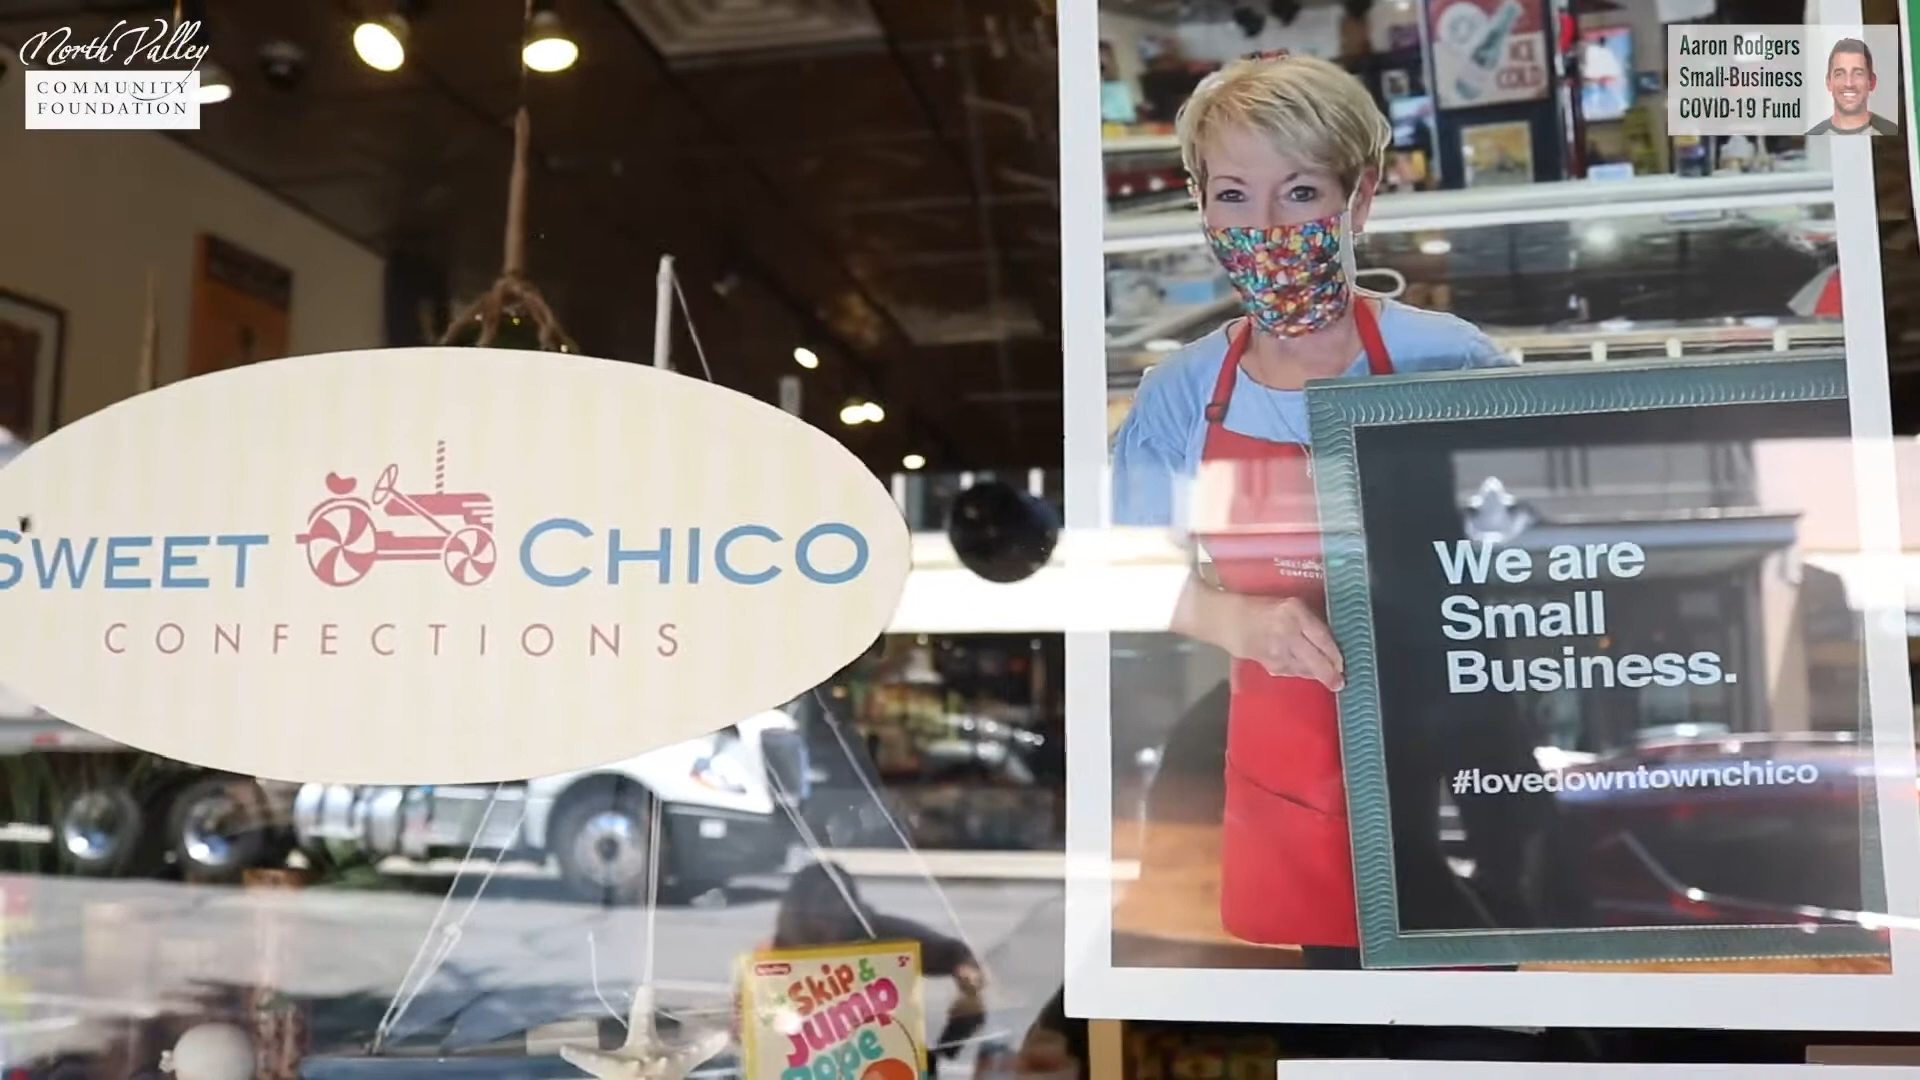 North Valley
COMMUNITY
FOUNDATION
Aaron Rodgers
Small-Business
COVID-19 Fund
ICE
COLD
SWEET CHICO
CONFECTIONS
We are
Small
Business.
#lovedowntownchico
Skip &
Jump
Rope
5+